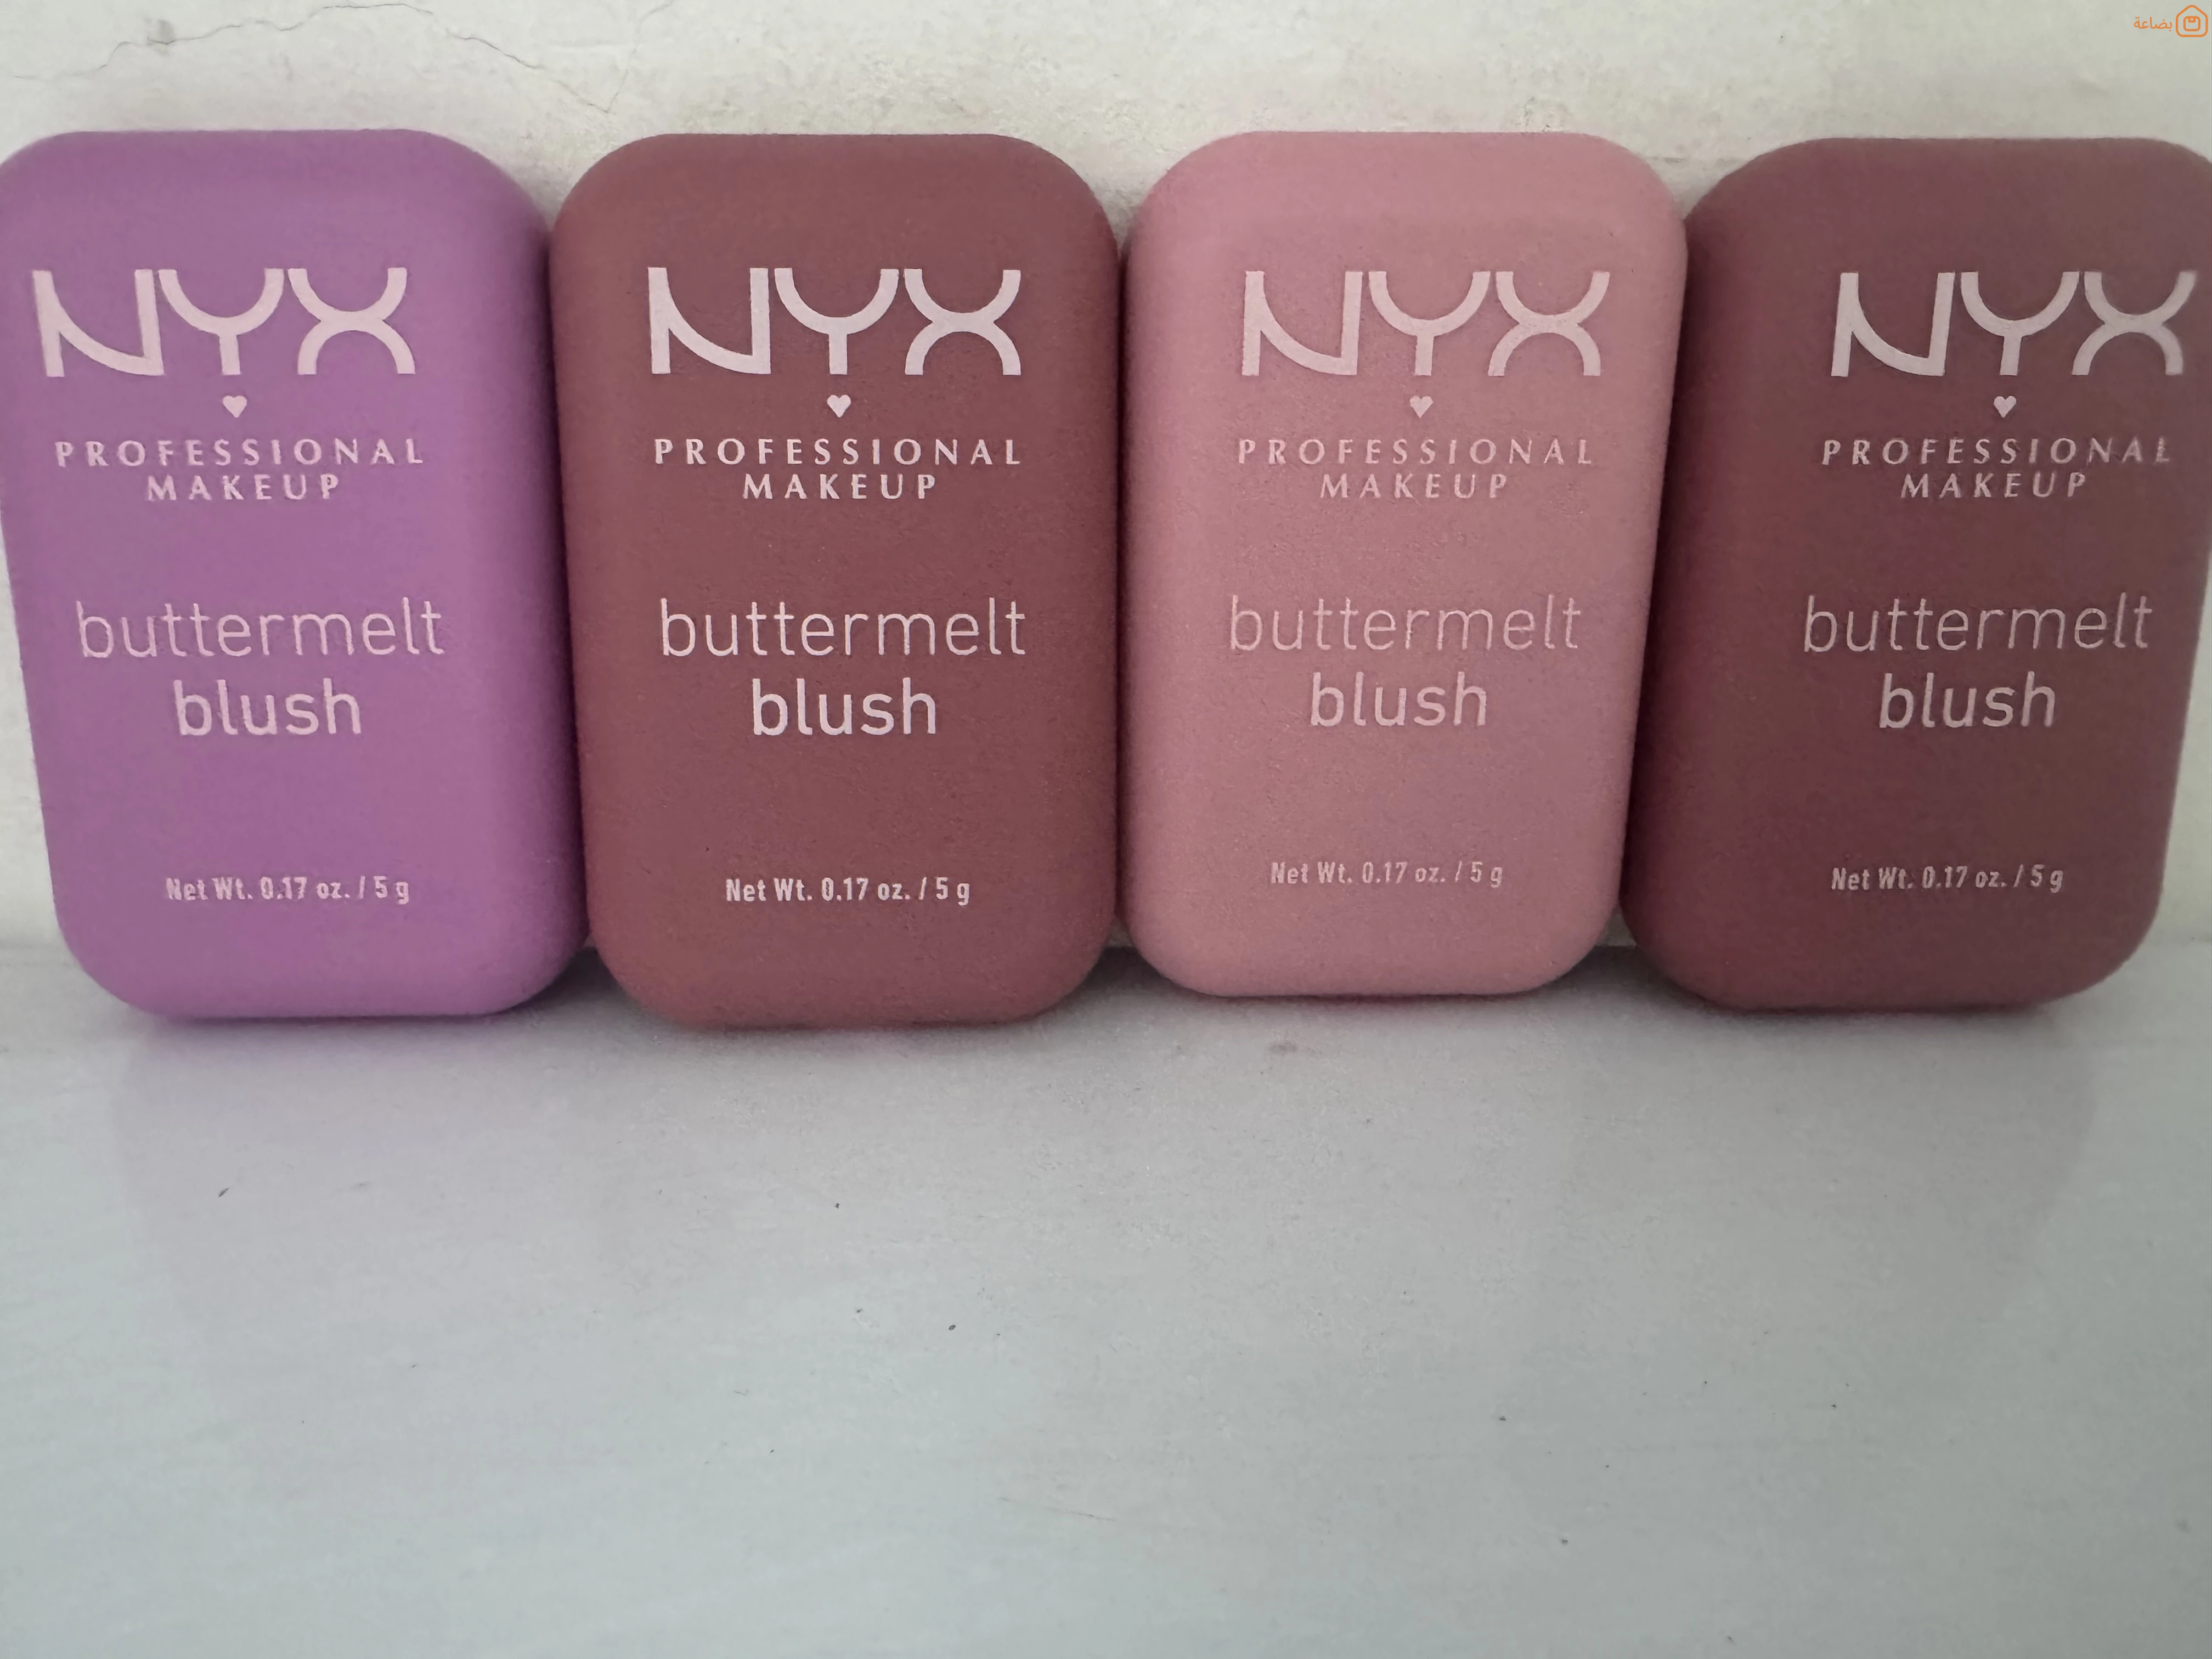 بضاعة
NYX
PROFESSIONAL
MAKEUP
buttermelt
blush
Net Wt. 0.17 oz. / 5 g
NYX
PROFESSIONAL
MAKEUP
buttermelt
blush
Net Wt. 0.17 oz. / 5 g
NYX
PROFESSIONAL
MAKEUP
buttermelt
blush
Net Wt. 0.17 oz. / 5 g
NYX
PROFESSIONAL
MAKEUP
buttermelt
blush
Net Wt. 0.17 oz. / 5 g